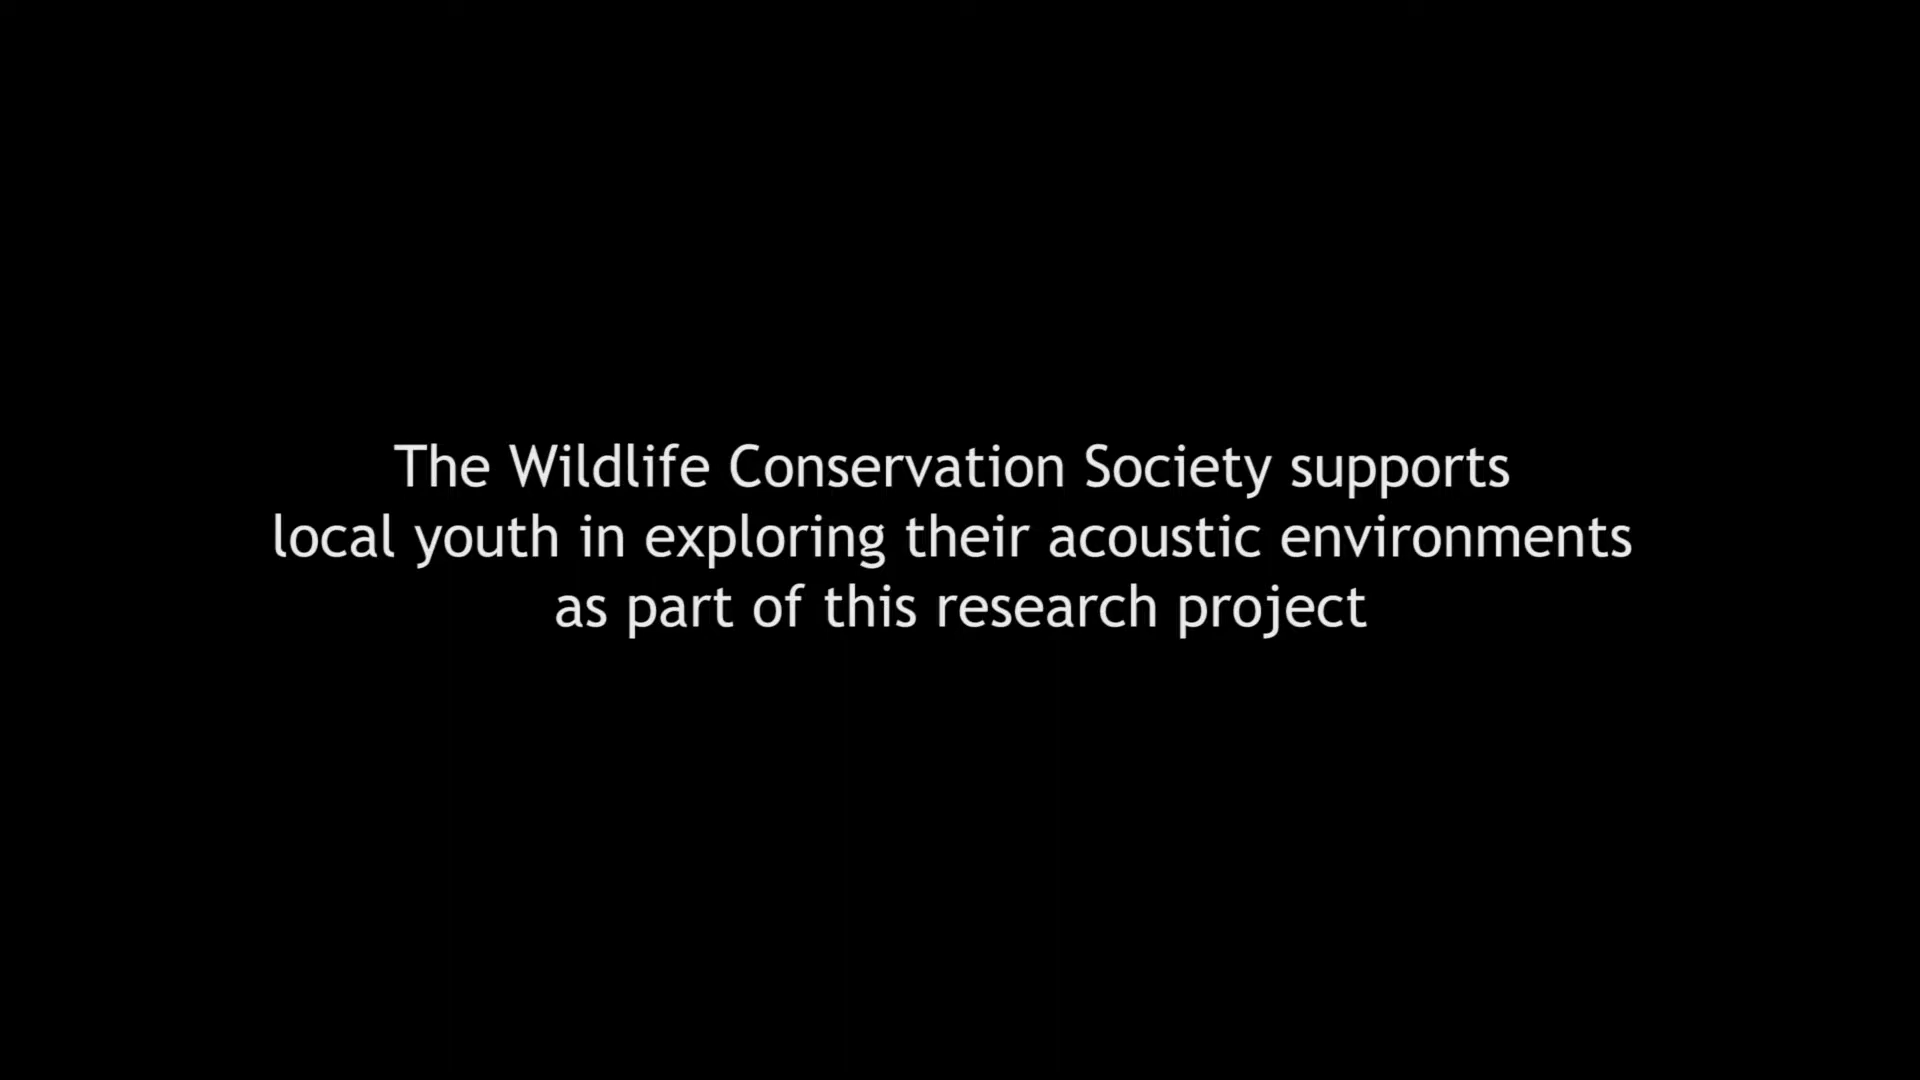 The Wildlife Conservation Society supports
local youth in exploring their acoustic environments
as part of this research project